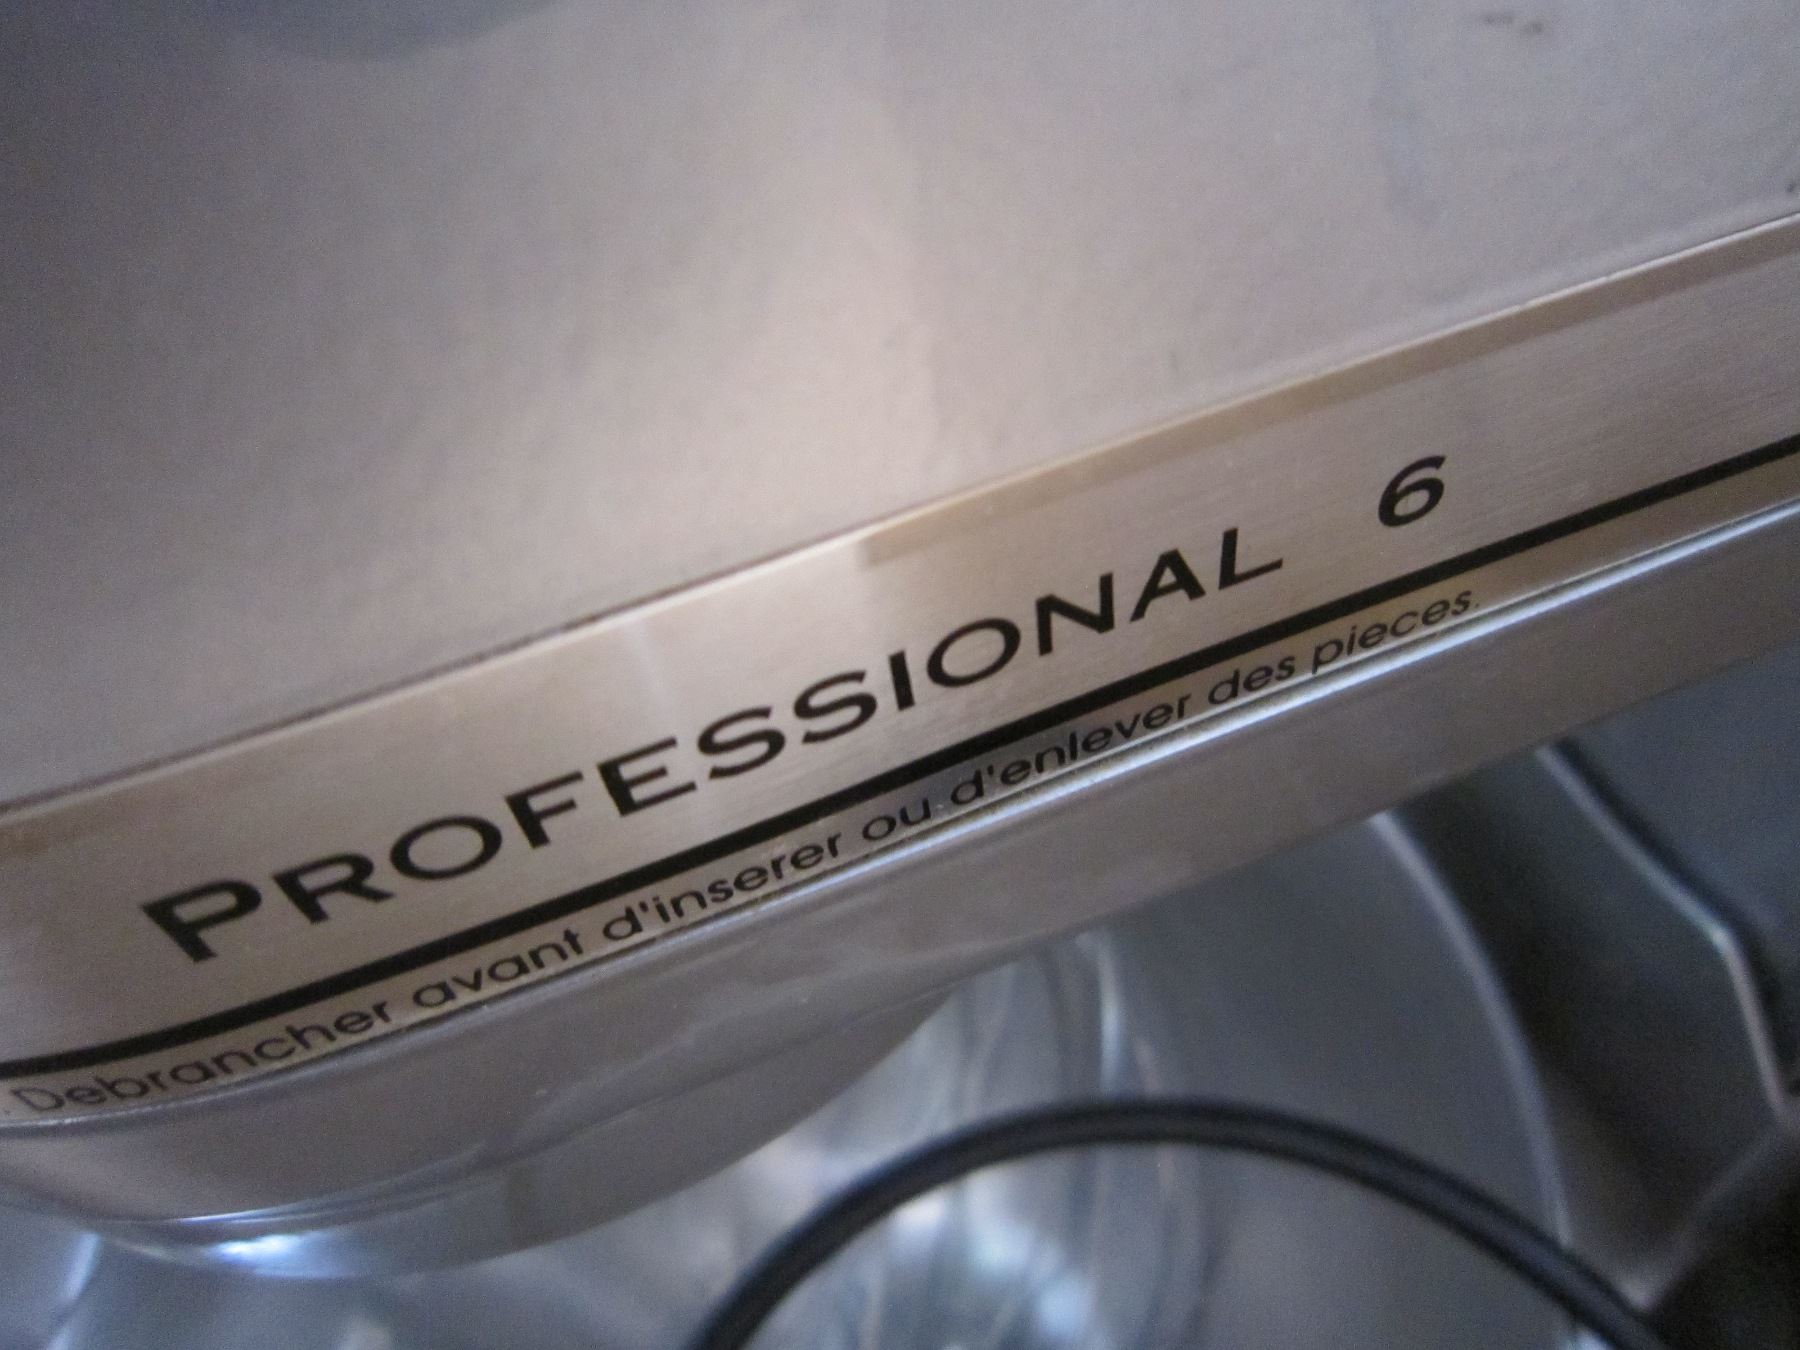 PROFESSIONAL 6
Debrancher avant d'inserer ou d'enlever des pieces.